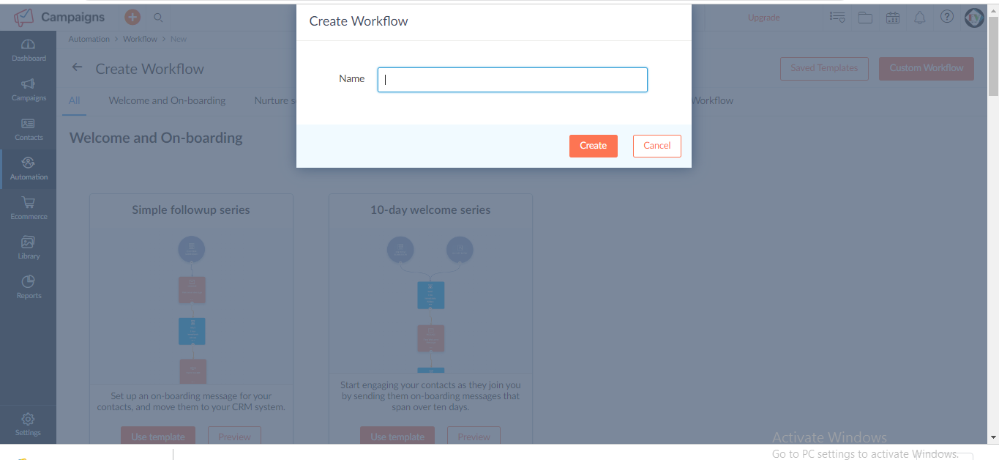 Campaigns
Create Workflow
Upgrade
Automation > Workflow > New
Dashboard
Create Workflow
Saved Templates
Custom Workflow
Name
Campaigns
All
Welcome and On-boarding
Nurture s
Workflow
Contacts
Welcome and On-boarding
Create
Cancel
Automation
Simple followup series
10-day welcome series
Ecommerce
Library
Reports
Set up an on-boarding message for your
contacts, and move them to your CRM system.
Start engaging your contacts as they join you
by sending them on-boarding messages that
span over ten days.
Settings
Use template
Preview
Use template
Preview
Activate Windows
Go to PC settings to activate Windows.